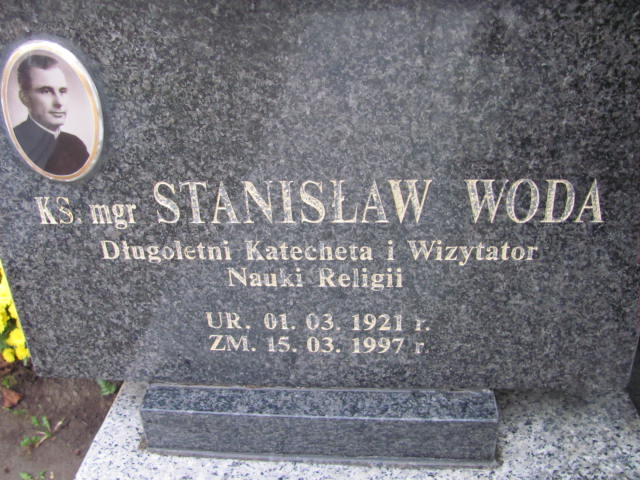 KS. mgr STANISŁAW WODA
Długoletni Katecheta i Wizytator
Nauki Religii
UR. 01. 03. 1921 r.
ZM. 15. 03. 1997 r.